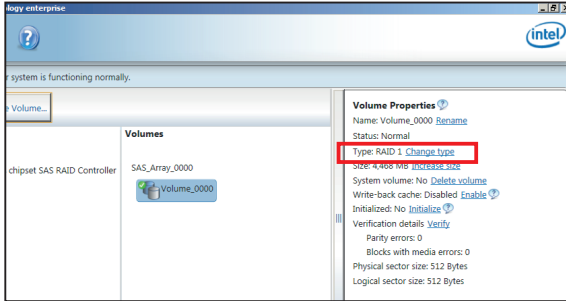 ology enterprise
intel
r system is functioning normally.
e Volume...
Volumes
chipset SAS RAID Controller
SAS_Array_0000
Volume_0000
Volume Properties
Name: Volume_0000 Rename
Status: Normal
Type: RAID 1 Change type
Size: 4,468 MB Increase size
System volume: No Delete volume
Write-back cache: Disabled Enable
Initialized: No Initialize
Verification details Verify
Parity errors: 0
Blocks with media errors: 0
Physical sector size: 512 Bytes
Logical sector size: 512 Bytes